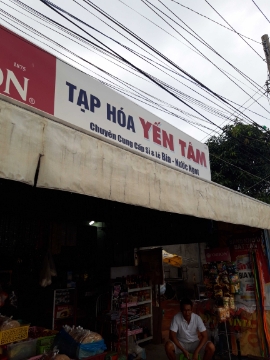 ON
TẠP HÓA YẾN TÂM
Chuyên Cung Cấp Sỉ & Lẻ Bia - Nước Ngọt